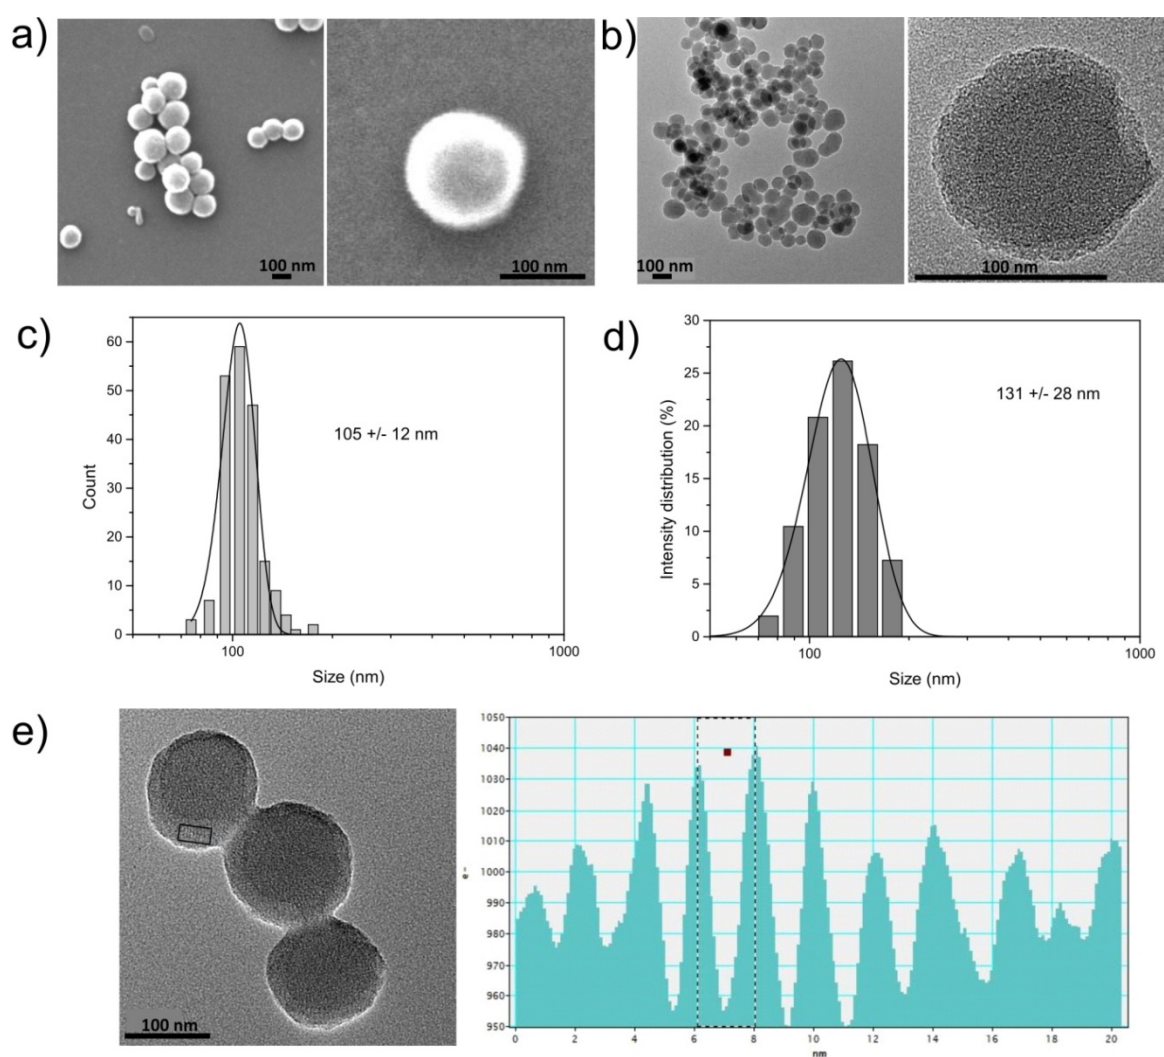 a)
100 nm
100 nm
b)
100 nm
100 nm
c)
60
50
40
30
20
10
0
Count
105 +/- 12 nm
100
1000
Size (nm)
d)
30
25
20
15
10
5
0
Intensity distribution (%)
131 +/- 28 nm
100
1000
Size (nm)
e)
100 nm
1050
1040
1030
1020
1010
1000
990
980
970
960
950
e-
0 2 4 6 8 10 12 14 16 18 20
nm